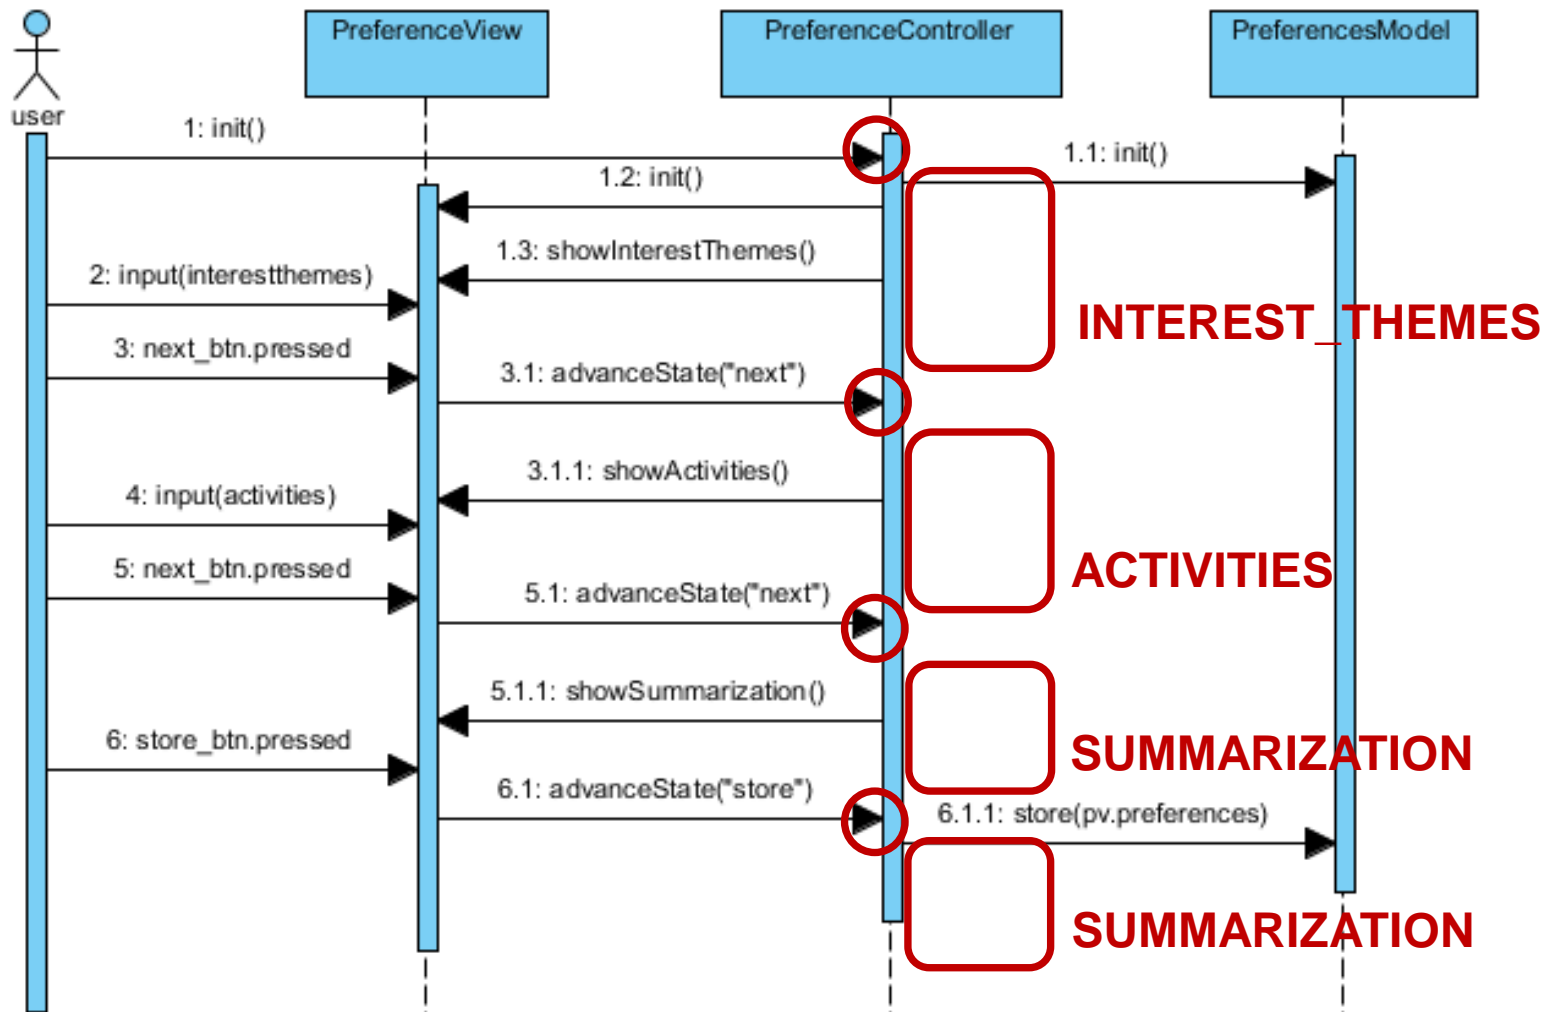 PreferenceView
PreferenceController
PreferencesModel
user
1: init()
1.1: init()
1.2: init()
1.3: showInterestThemes()
2: input(interestthemes)
INTEREST_THEMES
3: next_btn.pressed
3.1: advanceState("next")
3.1.1: showActivities()
4: input(activities)
5: next_btn.pressed
ACTIVITIES
5.1: advanceState("next")
5.1.1: showSummarization()
6: store_btn.pressed
SUMMARIZATION
6.1: advanceState("store")
6.1.1: store(pv.preferences)
SUMMARIZATION